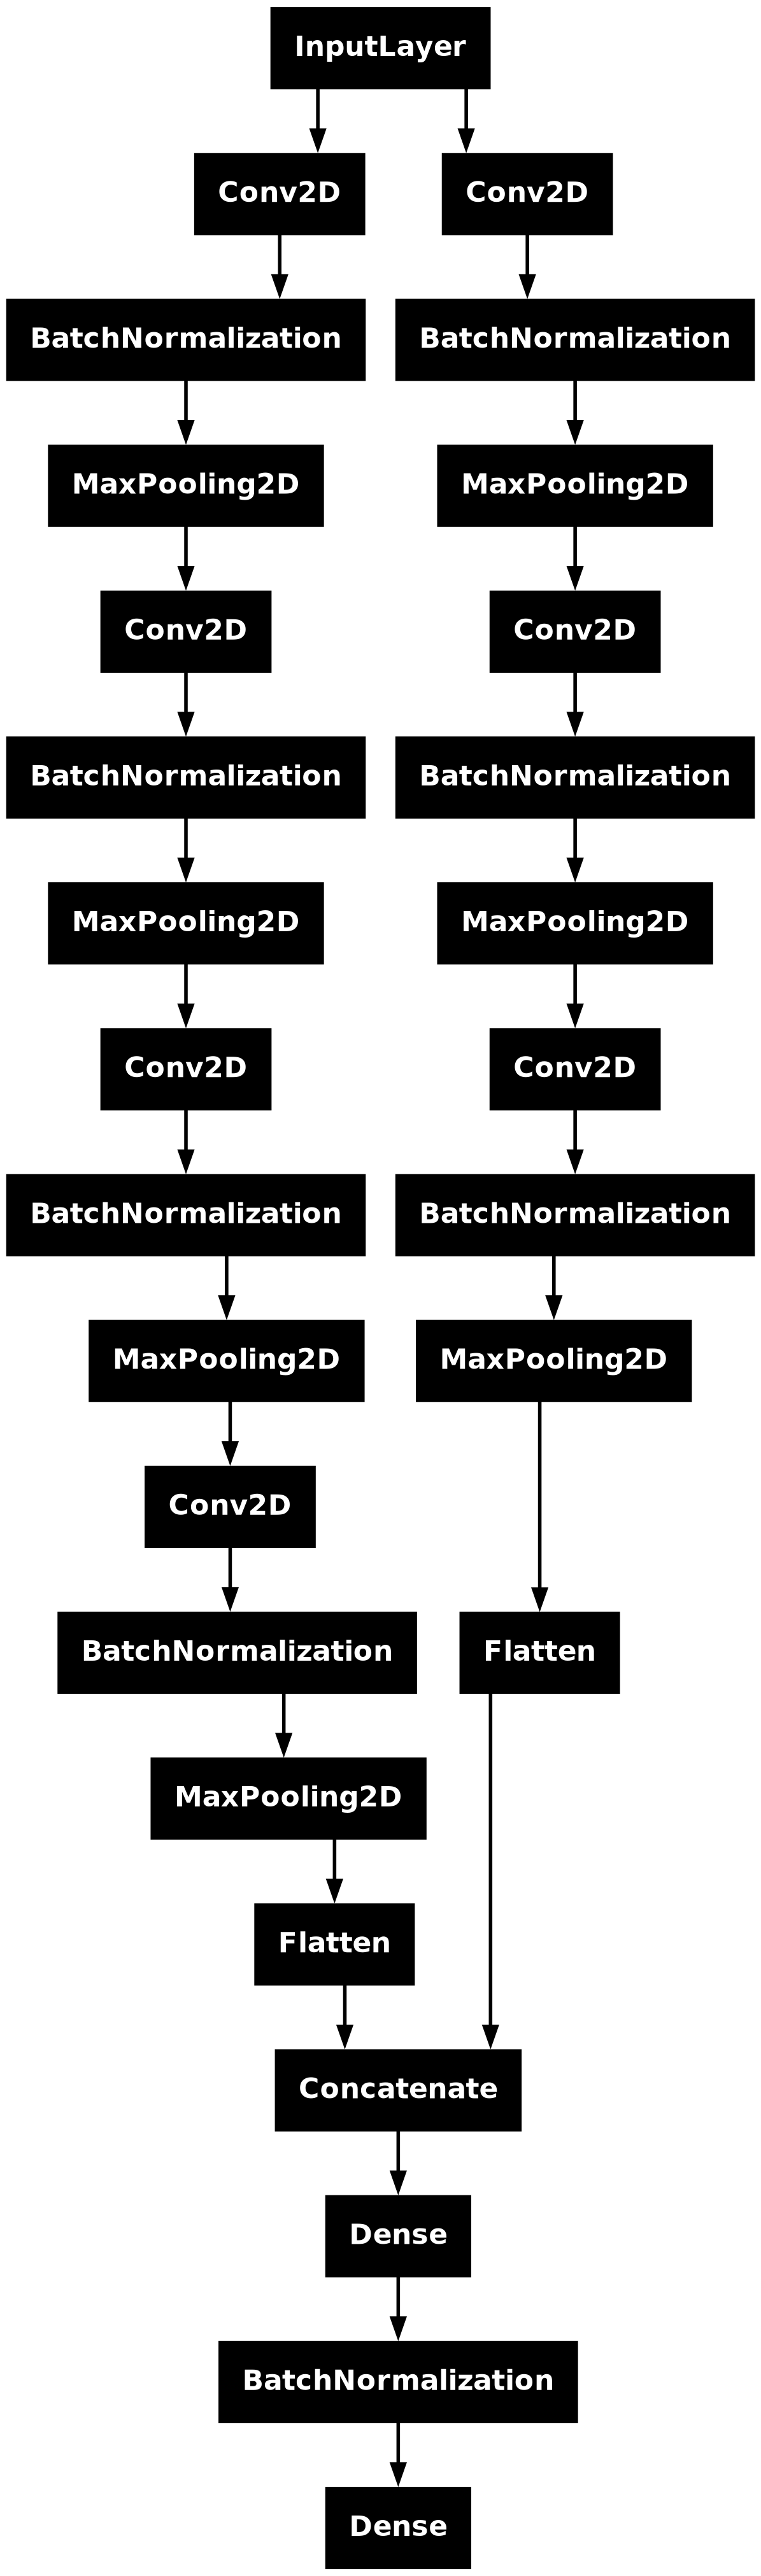 InputLayer
Conv2D Conv2D
BatchNormalization BatchNormalization
MaxPooling2D MaxPooling2D
Conv2D Conv2D
BatchNormalization BatchNormalization
MaxPooling2D MaxPooling2D
Conv2D Conv2D
BatchNormalization BatchNormalization
MaxPooling2D MaxPooling2D
Conv2D
BatchNormalization Flatten
MaxPooling2D
Flatten
Concatenate
Dense
BatchNormalization
Dense